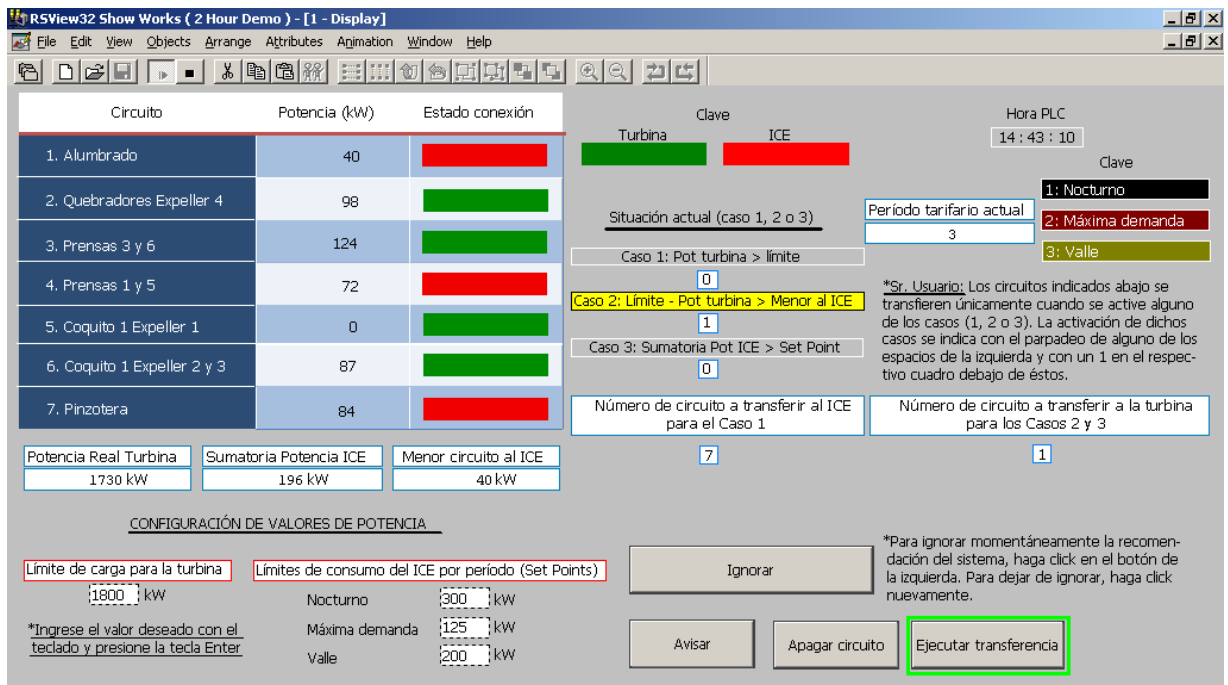 RSView32 Show Works ( 2 Hour Demo ) - [1 - Display]
File Edit View Objects Arrange Attributes Animation Window Help
Circuito Potencia (kW) Estado conexión
1. Alumbrado 40
2. Quebradores Expeller 4 98
3. Prensas 3 y 6 124
4. Prensas 1 y 5 72
5. Coquito 1 Expeller 1 0
6. Coquito 1 Expeller 2 y 3 87
7. Pinzotera 84
Potencia Real Turbina Sumatoria Potencia ICE Menor circuito al ICE
1730 kW 196 kW 40 kW
Clave
Turbina ICE
Situación actual (caso 1, 2 o 3)
Caso 1: Pot turbina > límite
0
Caso 2: Límite - Pot turbina > Menor al ICE
1
Caso 3: Sumatoria Pot ICE > Set Point
0
Hora PLC
14 : 43 : 10
Clave
1: Nocturno
2: Máxima demanda
3: Valle
Período tarifario actual
3
*Sr. Usuario: Los circuitos indicados abajo se
transfieren únicamente cuando se active alguno
de los casos (1, 2 o 3). La activación de dichos
casos se indica con el parpadeo de alguno de los
espacios de la izquierda y con un 1 en el respec-
tivo cuadro debajo de éstos.
Número de circuito a transferir al ICE
para el Caso 1
7
Número de circuito a transferir a la turbina
para los Casos 2 y 3
1
CONFIGURACIÓN DE VALORES DE POTENCIA
Límite de carga para la turbina
1800 kW
*Ingrese el valor deseado con el
teclado y presione la tecla Enter
Límites de consumo del ICE por período (Set Points)
Nocturno 300 kW
Máxima demanda 125 kW
Valle 200 kW
Ignorar
*Para ignorar momentáneamente la recomen-
dación del sistema, haga click en el botón de
la izquierda. Para dejar de ignorar, haga click
nuevamente.
Avisar
Apagar circuito
Ejecutar transferencia